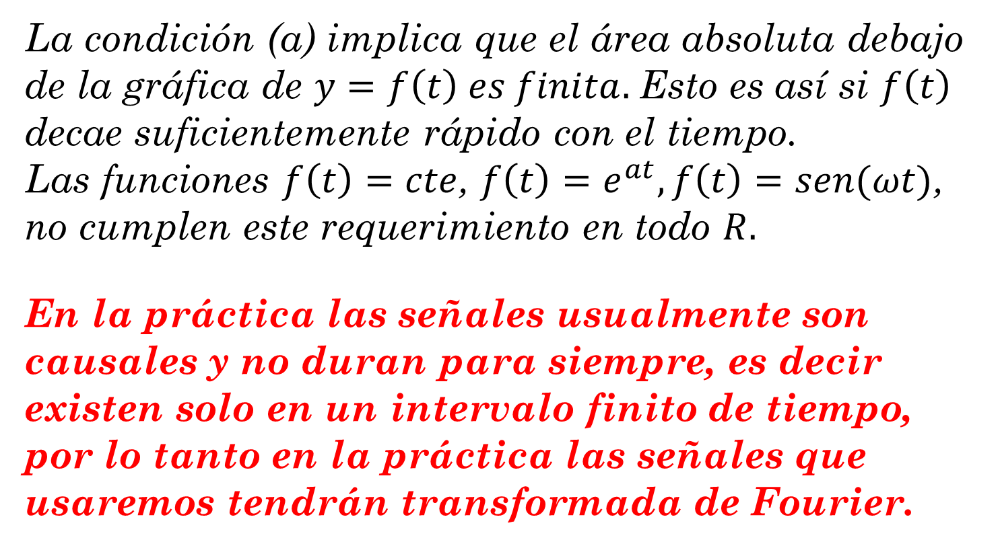 La condición (a) implica que el área absoluta debajo
de la gráfica de y = f(t) es finita. Esto es así si f(t)
decae suficientemente rápido con el tiempo.
Las funciones f(t) = cte, f(t) = e^{at}, f(t) = sen(ωt),
no cumplen este requerimiento en todo R.
En la práctica las señales usualmente son
causales y no duran para siempre, es decir
existen solo en un intervalo finito de tiempo,
por lo tanto en la práctica las señales que
usaremos tendrán transformada de Fourier.